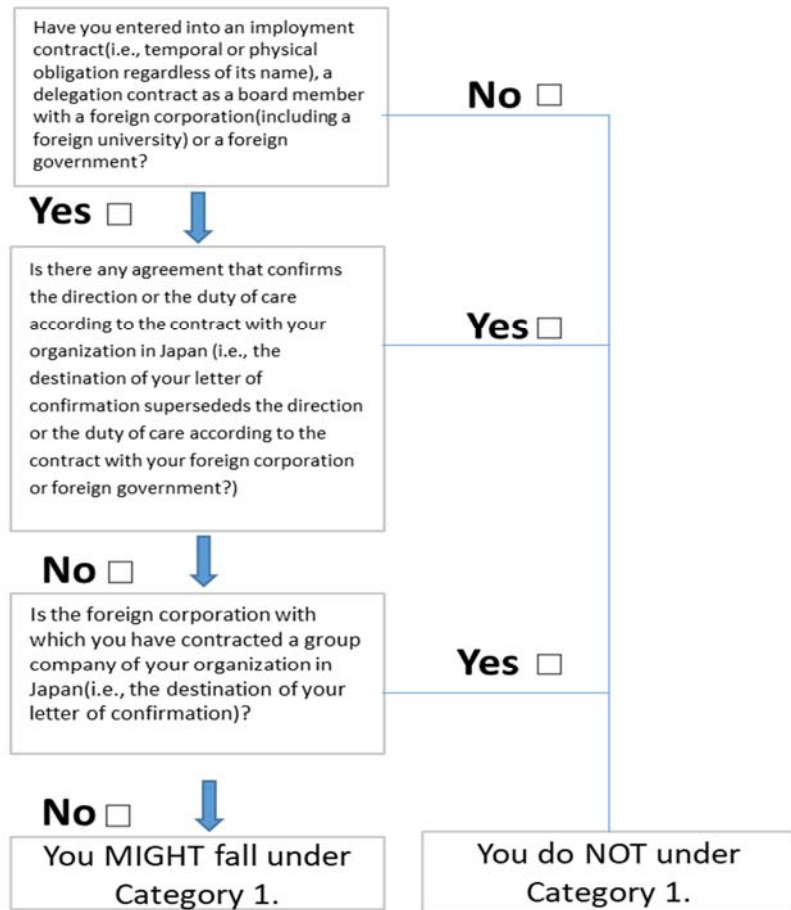 Have you entered into an imployment
contract(i.e., temporal or physical
obligation regardless of its name), a
delegation contract as a board member
with a foreign corporation(including a
foreign university) or a foreign
government?
No □
Yes □
Is there any agreement that confirms
the direction or the duty of care
according to the contract with your
organization in Japan (i.e., the
destination of your letter of
confirmation supersededs the direction
or the duty of care according to the
contract with your foreign corporation
or foreign government?)
Yes □
No □
Is the foreign corporation with
which you have contracted a group
company of your organization in
Japan(i.e., the destination of your
letter of confirmation)?
Yes □
No □
You MIGHT fall under
Category 1.
You do NOT under
Category 1.